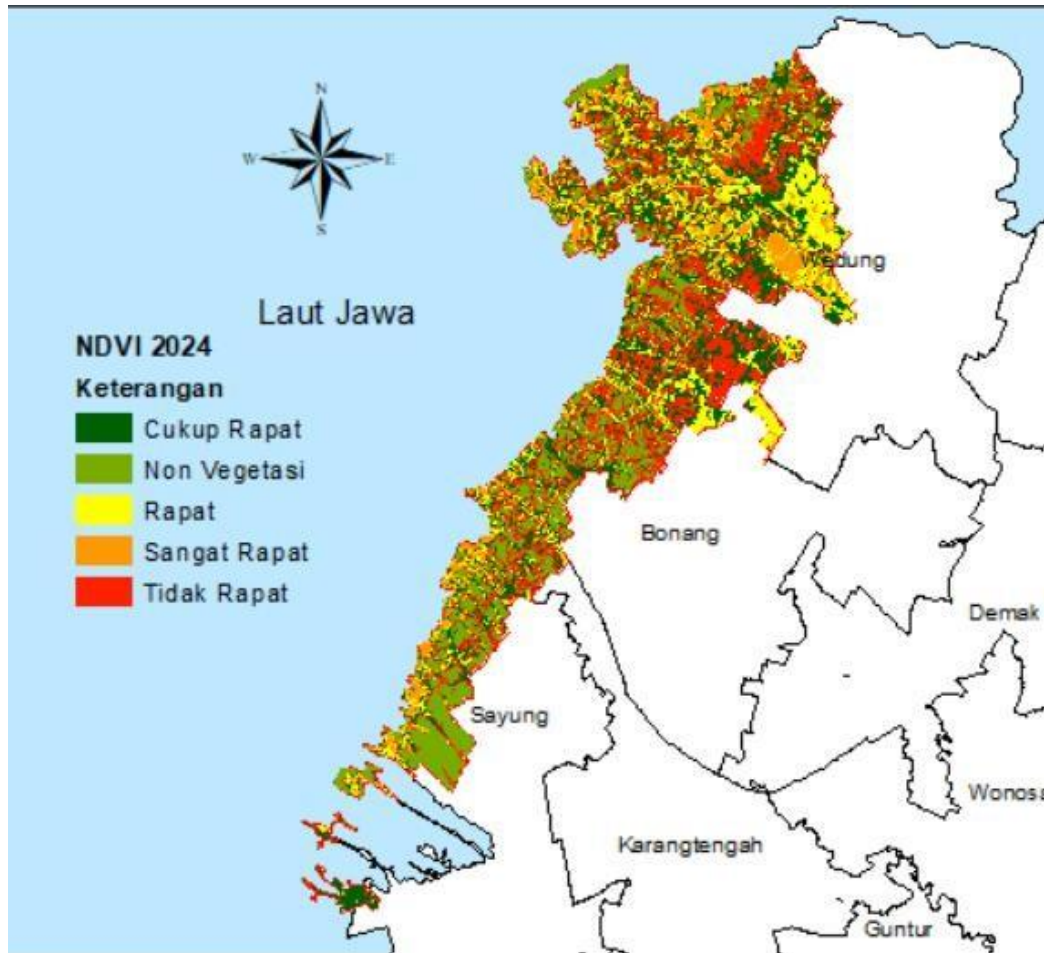 N
W E
S
Laut Jawa
NDVI 2024
Keterangan
Cukup Rapat
Non Vegetasi
Rapat
Sangat Rapat
Tidak Rapat
Wedung
Bonang
Demak
Sayung
Wonosa
Karangtengah
Guntur